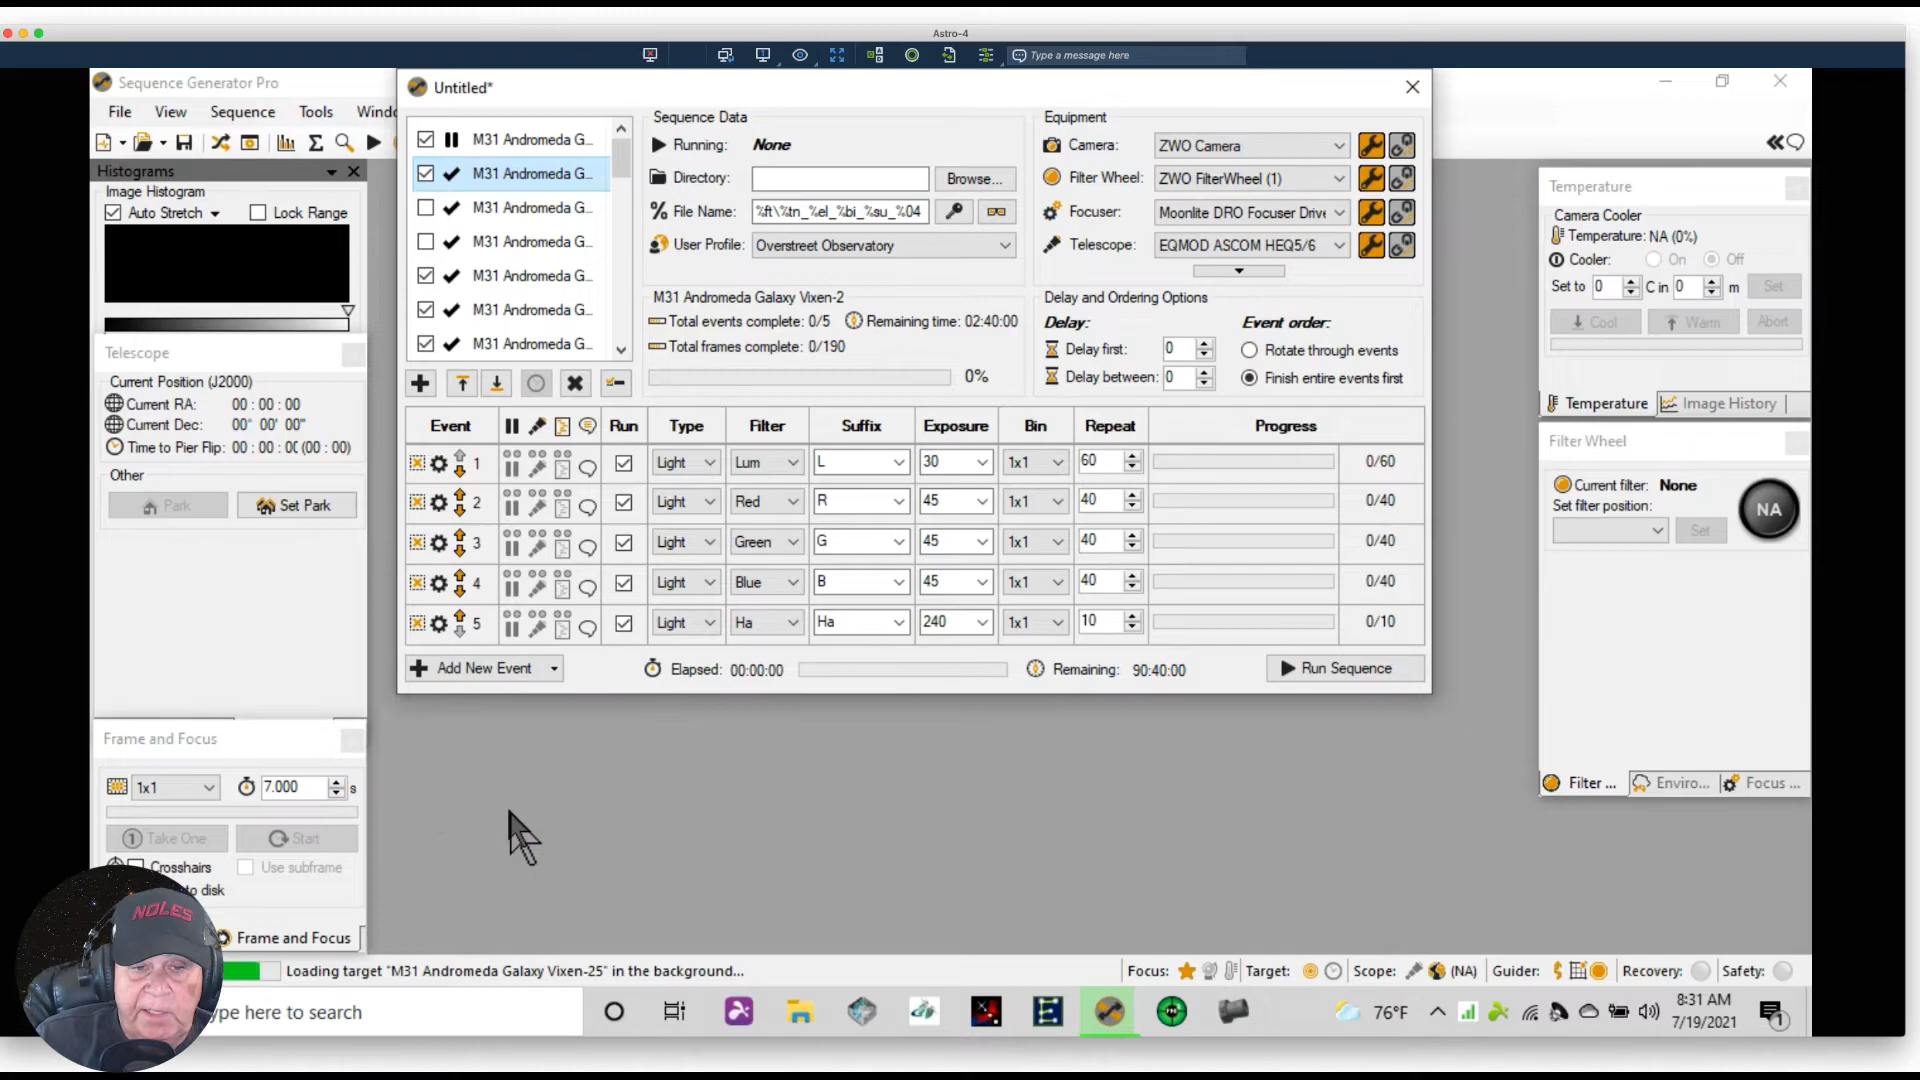 Astro-4
Type a message here
Sequence Generator Pro
File View Sequence Tools Windo
Histograms
Image Histogram
Auto Stretch Lock Range
Telescope
Current Position (J2000)
Current RA: 00 : 00 : 00
Current Dec: 00° 00' 00"
Time to Pier Flip: 00 : 00 : 0( (00 : 00)
Other
Park Set Park
Frame and Focus
1x1 7.000 s
1 Take One Start
Crosshairs Use subframe
to disk
Frame and Focus
Untitled*
M31 Andromeda G...
M31 Andromeda G...
M31 Andromeda G...
M31 Andromeda G...
M31 Andromeda G...
M31 Andromeda G...
M31 Andromeda G...
Sequence Data
Running: None
Directory: Browse...
File Name: %ft\%tn_%el_%bi_%su_%04
User Profile: Overstreet Observatory
M31 Andromeda Galaxy Vixen-2
Total events complete: 0/5 Remaining time: 02:40:00
Total frames complete: 0/190
0%
Equipment
Camera: ZWO Camera
Filter Wheel: ZWO FilterWheel (1)
Focuser: Moonlite DRO Focuser Drive
Telescope: EQMOD ASCOM HEQ5/6
Delay and Ordering Options
Delay: Event order:
Delay first: 0 Rotate through events
Delay between: 0 Finish entire events first
Event Run Type Filter Suffix Exposure Bin Repeat Progress
1 Light Lum L 30 1x1 60 0/60
2 Light Red R 45 1x1 40 0/40
3 Light Green G 45 1x1 40 0/40
4 Light Blue B 45 1x1 40 0/40
5 Light Ha Ha 240 1x1 10 0/10
Add New Event Elapsed: 00:00:00 Remaining: 90:40:00 Run Sequence
Temperature
Camera Cooler
Temperature: NA (0%)
Cooler: On Off
Set to 0 C in 0 m Set
Cool Warm Abort
Temperature Image History
Filter Wheel
Current filter: None
Set filter position:
Set
NA
Filter ... Enviro... Focus ...
NOLES
Loading target "M31 Andromeda Galaxy Vixen-25" in the background...
Focus: Target: Scope: (NA) Guider: Recovery: Safety:
ype here to search
76°F
8:31 AM
7/19/2021
1